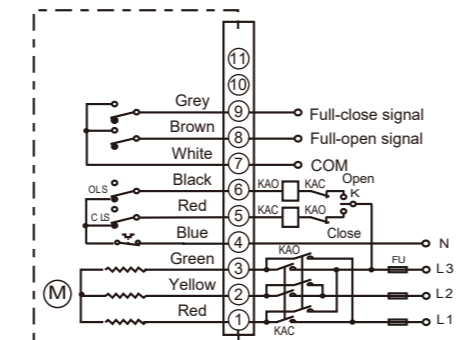 11
10
Grey 9 Full-close signal
Brown 8 Full-open signal
White 7 COM
Black 6 KAO KAC Open
OLS K
Red 5 KAC KAO
CLS
Blue 4 Close N
KAO
Green 3 FU L3
M Yellow 2 L2
Red 1 L1
KAC